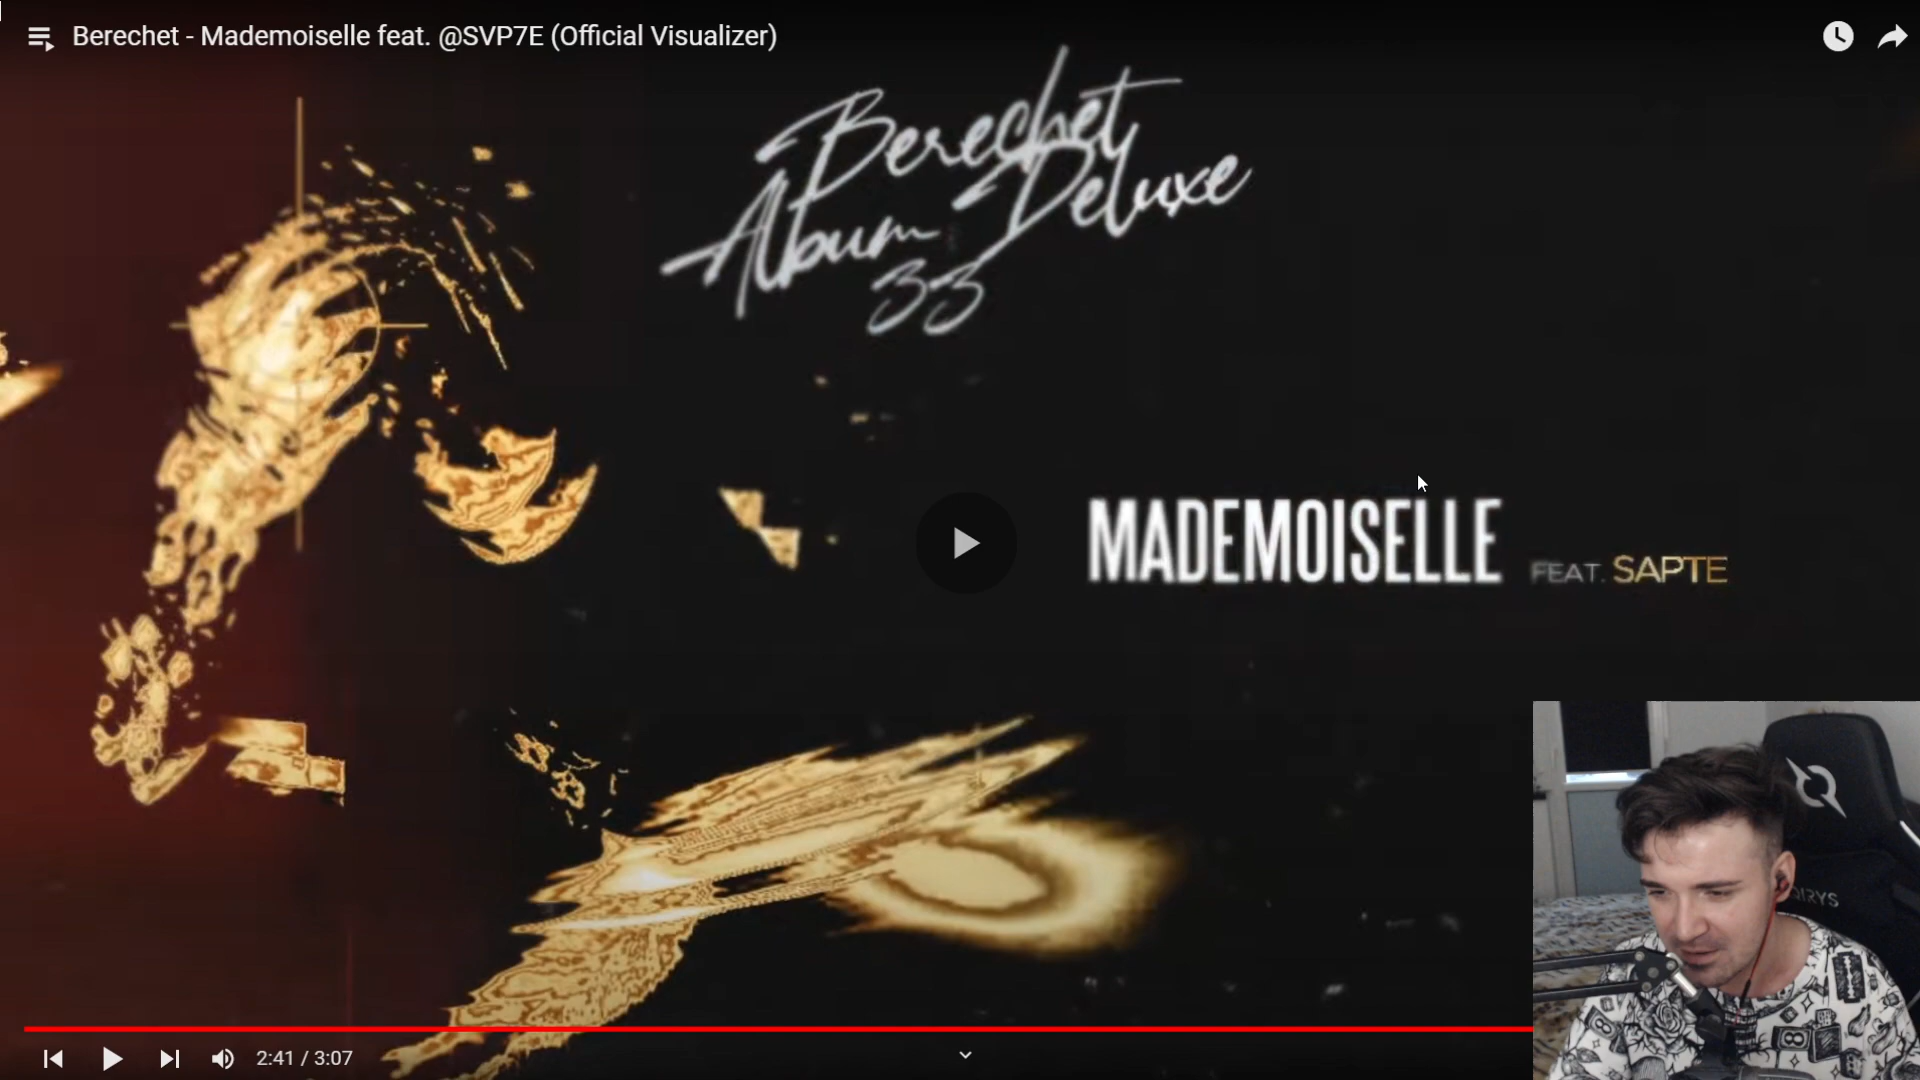 Berechet - Mademoiselle feat. @SVP7E (Official Visualizer)
Berechet
Album Deluxe
33
MADEMOISELLE FEAT. SAPTE
2:41 / 3:07